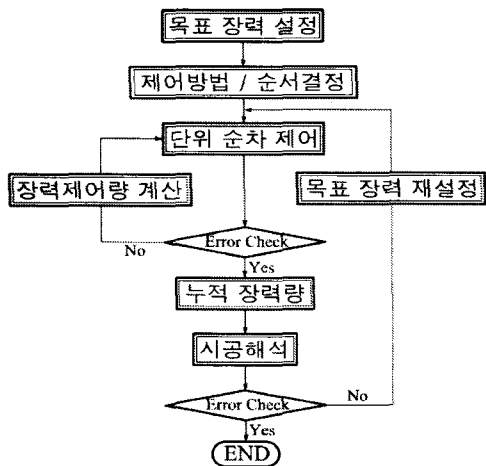 목표 장력 설정
제어방법 / 순서결정
단위 순차 제어
장력제어량 계산
목표 장력 재설정
Error Check
No
Yes
누적 장력량
시공해석
Error Check
No
Yes
END